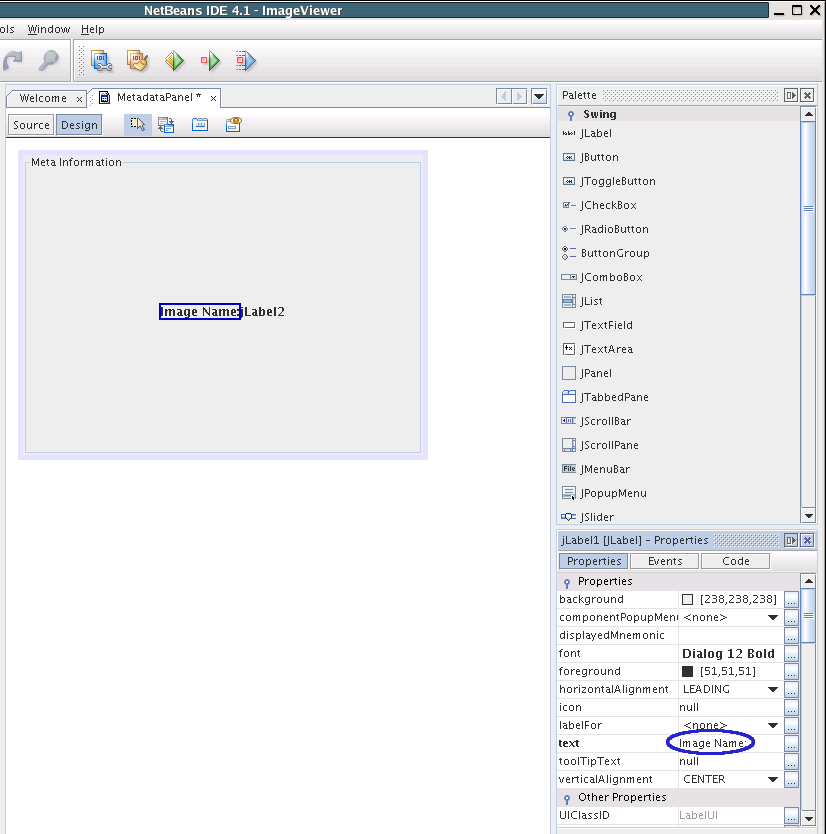 NetBeans IDE 4.1 - ImageViewer
ols Window Help
Welcome x MetadataPanel * x
Source Design
Meta Information
Image Name: jLabel2
Palette
Swing
JLabel
JButton
JToggleButton
JCheckBox
JRadioButton
ButtonGroup
JComboBox
JList
JTextField
JTextArea
JPanel
JTabbedPane
JScrollBar
JScrollPane
JMenuBar
JPopupMenu
JSlider
jLabel1 [JLabel] - Properties
Properties Events Code
Properties
background [238,238,238] ...
componentPopupMenu <none> ...
displayedMnemonic ...
font Dialog 12 Bold ...
foreground [51,51,51] ...
horizontalAlignment LEADING ...
icon null ...
labelFor <none> ...
text Image Name: ...
toolTipText null ...
verticalAlignment CENTER ...
Other Properties
UIClassID LabelUI ...